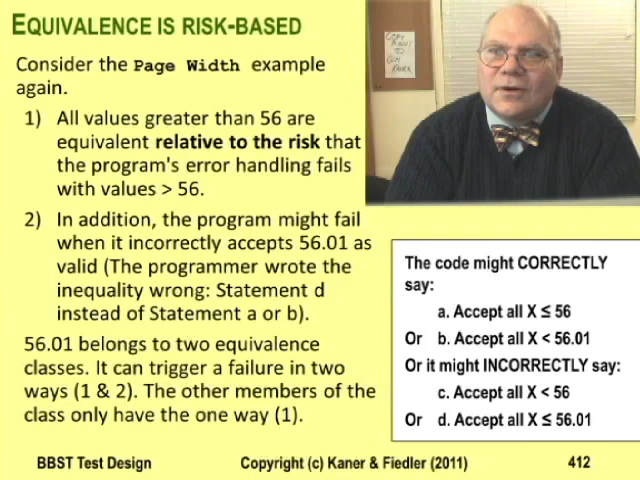 EQUIVALENCE IS RISK-BASED
Consider the Page Width example
again.
1) All values greater than 56 are
equivalent relative to the risk that
the program's error handling fails
with values > 56.
2) In addition, the program might fail
when it incorrectly accepts 56.01 as
valid (The programmer wrote the
inequality wrong: Statement d
instead of Statement a or b).
56.01 belongs to two equivalence
classes. It can trigger a failure in two
ways (1 & 2). The other members of the
class only have the one way (1).
COPY
RIGHT
TO
CEM
KANER
The code might CORRECTLY
say:
a. Accept all X ≤ 56
Or b. Accept all X < 56.01
Or it might INCORRECTLY say:
c. Accept all X < 56
Or d. Accept all X ≤ 56.01
BBST Test Design Copyright (c) Kaner & Fiedler (2011) 412